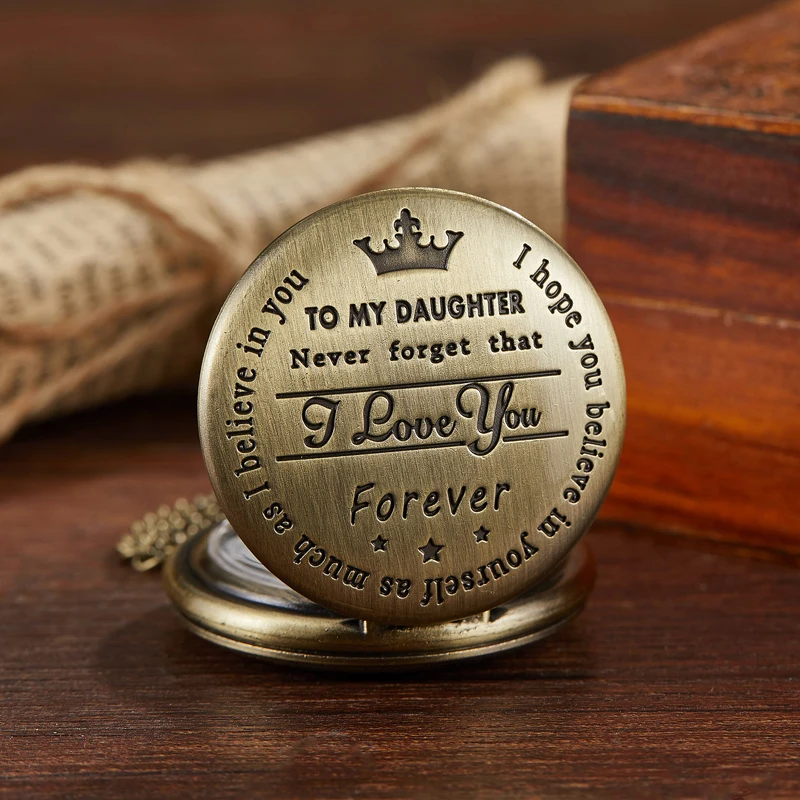 TO MY DAUGHTER
Never forget that
I Love You
Forever
I hope you believe in yourself as much as I believe in you